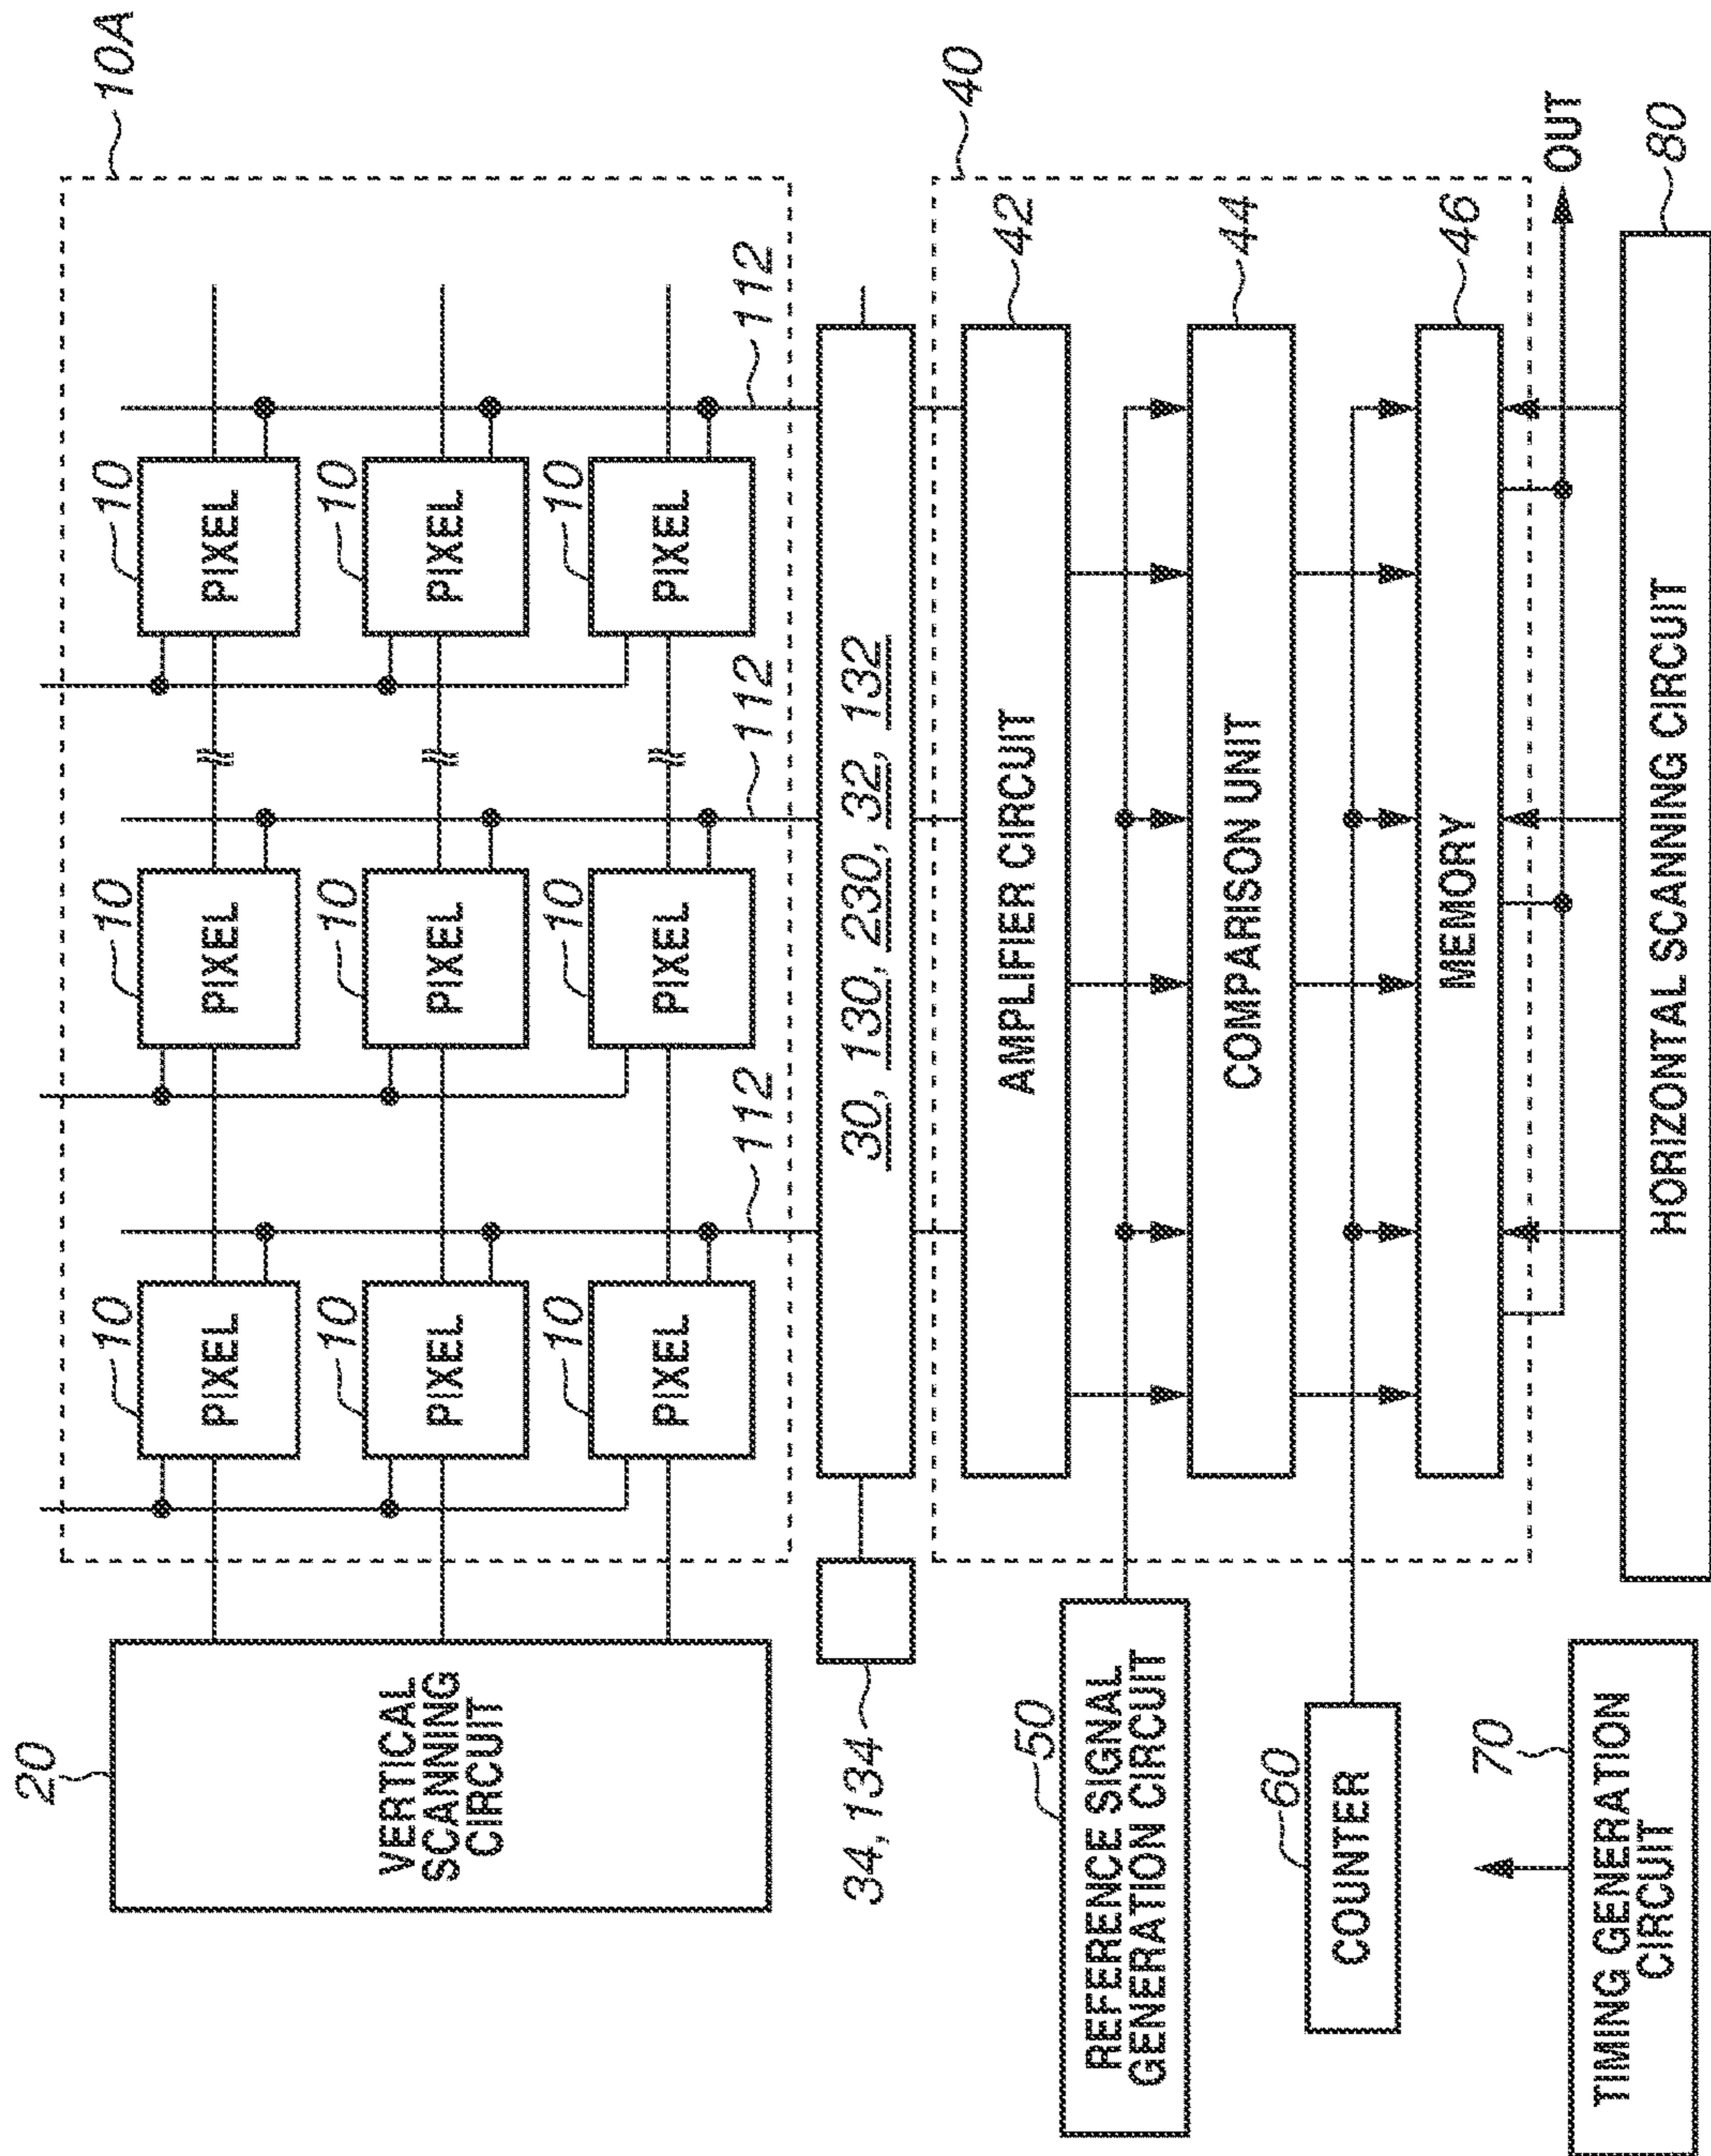 10A
20
VERTICAL
SCANNING
CIRCUIT
10
PIXEL
10
PIXEL
10
PIXEL
10
PIXEL
10
PIXEL
10
PIXEL
10
PIXEL
10
PIXEL
10
PIXEL
112
112
112
34,134
30, 130, 230, 32, 132
40
42
AMPLIFIER CIRCUIT
50
REFERENCE SIGNAL
GENERATION CIRCUIT
44
COMPARISON UNIT
60
COUNTER
46
MEMORY
OUT
70
TIMING GENERATION
CIRCUIT
80
HORIZONTAL SCANNING CIRCUIT